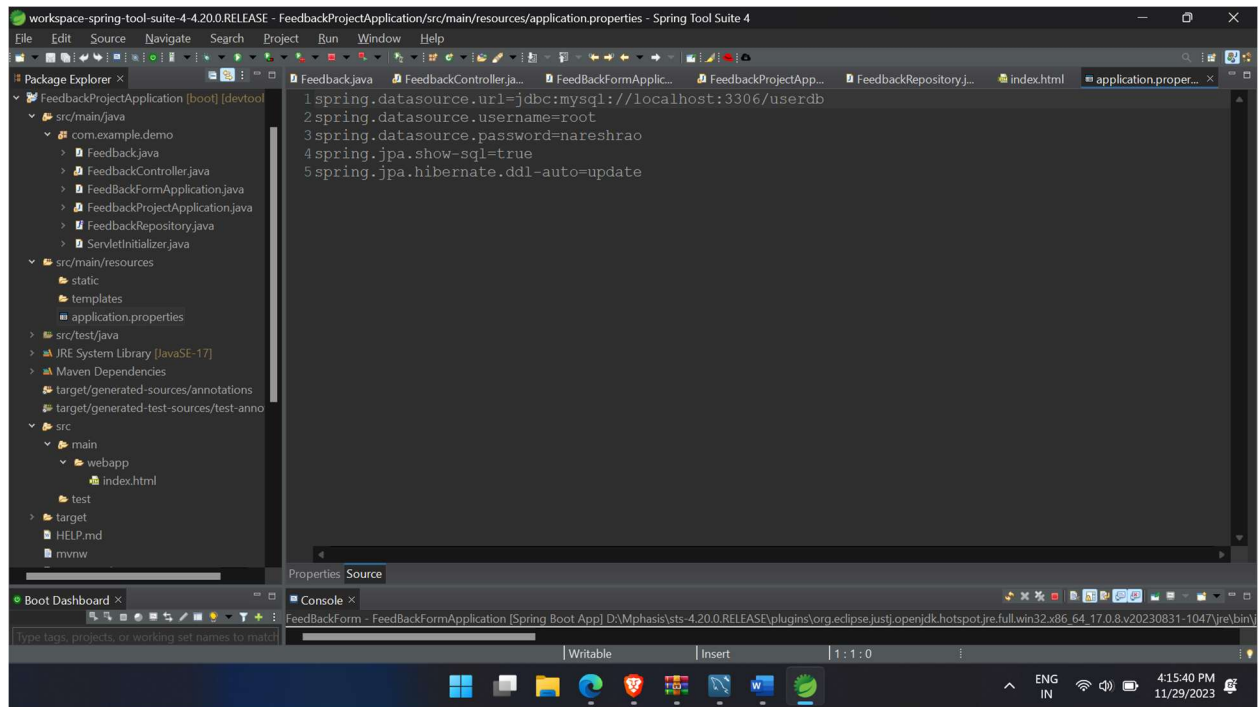 workspace-spring-tool-suite-4-4.20.0.RELEASE - FeedbackProjectApplication/src/main/resources/application.properties - Spring Tool Suite 4
File Edit Source Navigate Search Project Run Window Help
Package Explorer
Feedback.java FeedbackController.ja... FeedBackFormApplic... FeedbackProjectApp... FeedbackRepository.j... index.html application.proper...
FeedbackProjectApplication [boot] [devtool
src/main/java
com.example.demo
Feedback.java
FeedbackController.java
FeedBackFormApplication.java
FeedbackProjectApplication.java
FeedbackRepository.java
ServletInitializer.java
src/main/resources
static
templates
application.properties
src/test/java
JRE System Library [JavaSE-17]
Maven Dependencies
target/generated-sources/annotations
target/generated-test-sources/test-anno
src
main
webapp
index.html
test
target
HELP.md
mvnw
1 spring.datasource.url=jdbc:mysql://localhost:3306/userdb
2 spring.datasource.username=root
3 spring.datasource.password=nareshrao
4 spring.jpa.show-sql=true
5 spring.jpa.hibernate.ddl-auto=update
Properties Source
Boot Dashboard
Type tags, projects, or working set names to match
Console
FeedBackForm - FeedBackFormApplication [Spring Boot App] D:\Mphasis\sts-4.20.0.RELEASE\plugins\org.eclipse.justj.openjdk.hotspot.jre.full.win32.x86_64_17.0.8.v20230831-1047\jre\bin\j
Writable Insert 1 : 1 : 0
ENG
IN
4:15:40 PM
11/29/2023